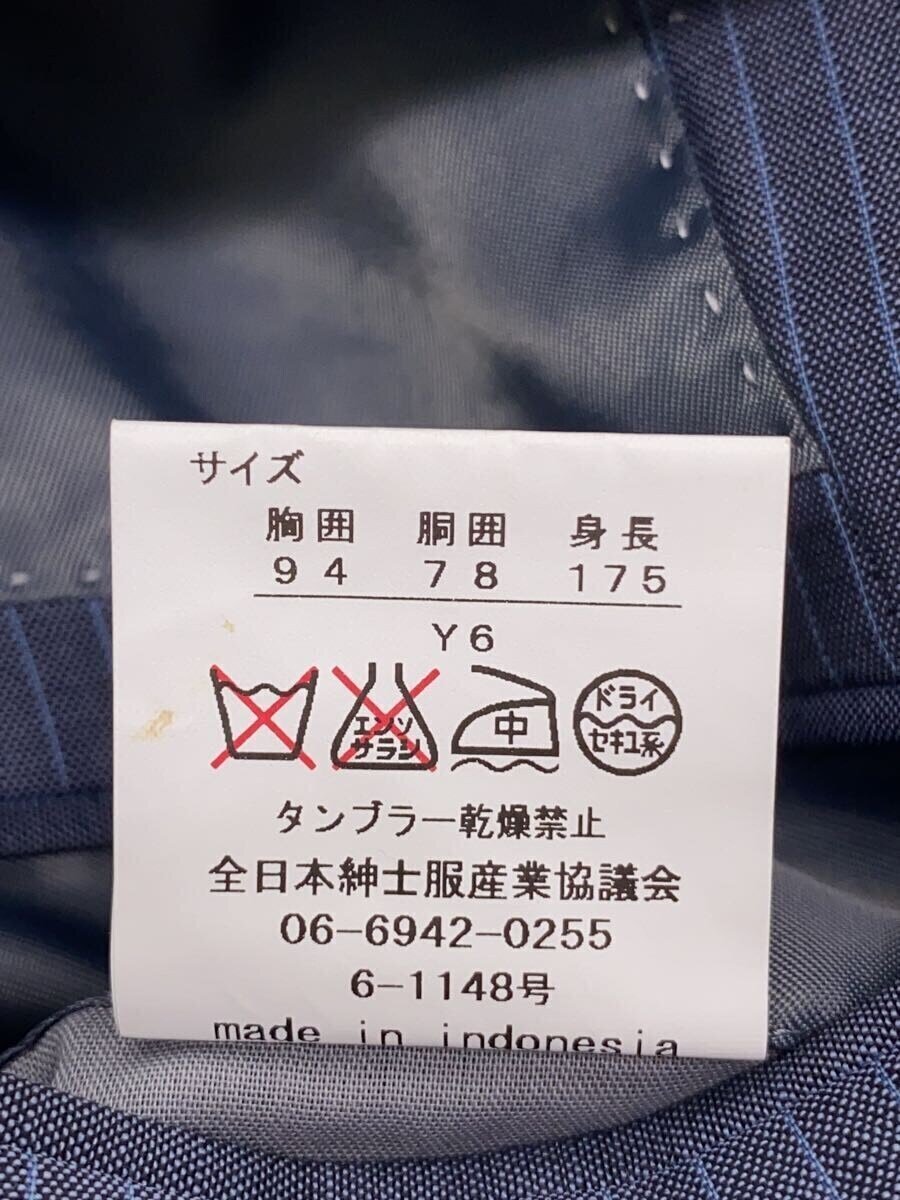 サイズ
胸囲 胴囲 身長
94 78 175
Y6
エンソ
サラシ
中
ドライ
セキユ系
タンブラー乾燥禁止
全日本紳士服産業協議会
06-6942-0255
6-1148号
made in indonesia